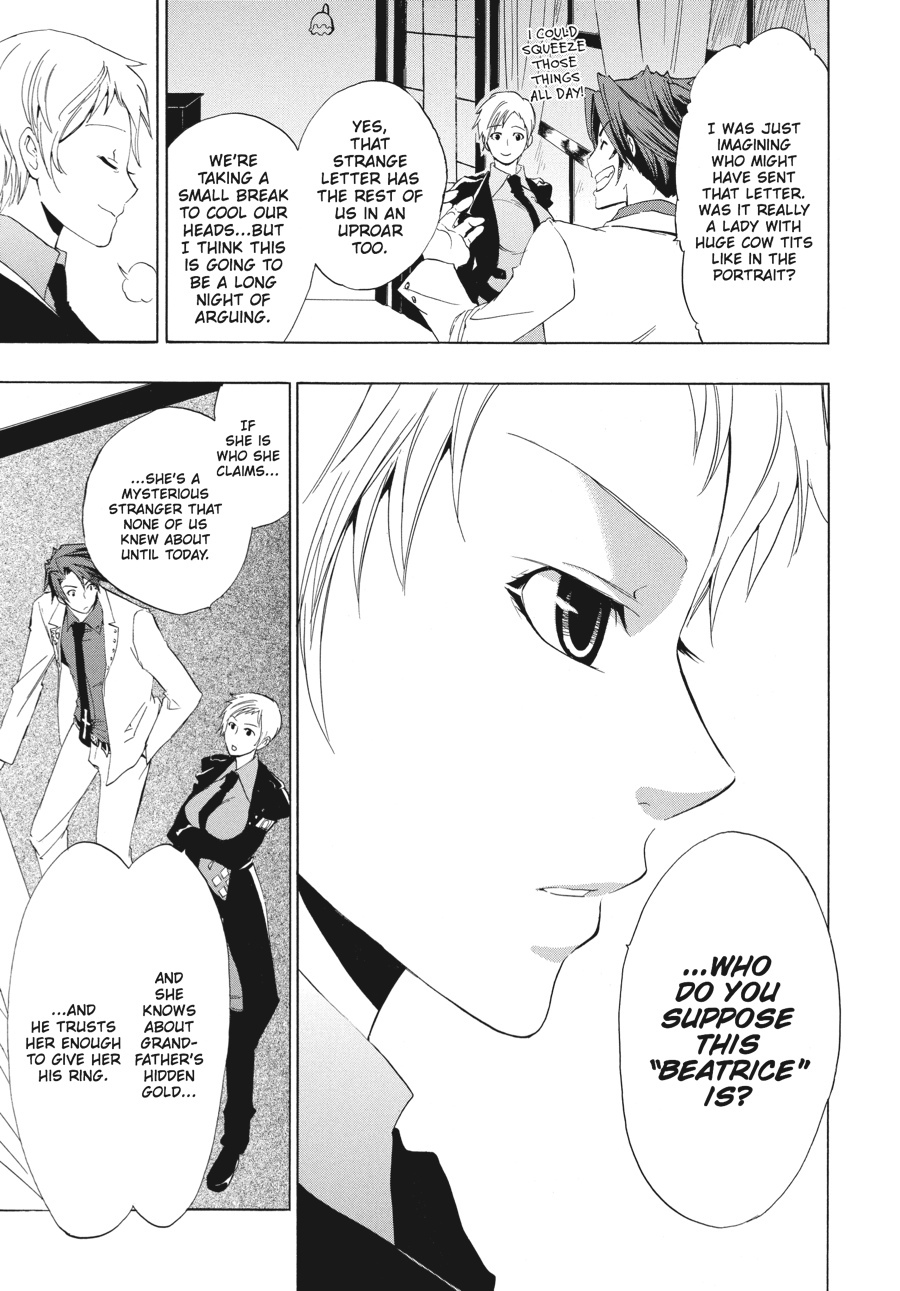 I WAS JUST
IMAGINING
WHO MIGHT
HAVE SENT
THAT LETTER.
WAS IT REALLY
A LADY WITH
HUGE COW TITS
LIKE IN THE
PORTRAIT?
I COULD
SQUEEZE
THOSE
THINGS
ALL DAY!
YES,
THAT
STRANGE
LETTER HAS
THE REST OF
US IN AN
UPROAR
TOO.
WE'RE
TAKING A
SMALL BREAK
TO COOL OUR
HEADS...BUT
I THINK THIS
IS GOING TO
BE A LONG
NIGHT OF
ARGUING.
...WHO
DO YOU
SUPPOSE
THIS
"BEATRICE"
IS?
IF
SHE IS
WHO SHE
CLAIMS...
...SHE'S A
MYSTERIOUS
STRANGER THAT
NONE OF US
KNEW ABOUT
UNTIL TODAY.
AND
SHE
KNOWS
ABOUT
GRAND-
FATHER'S
HIDDEN
GOLD...
...AND
HE TRUSTS
HER ENOUGH
TO GIVE HER
HIS RING.